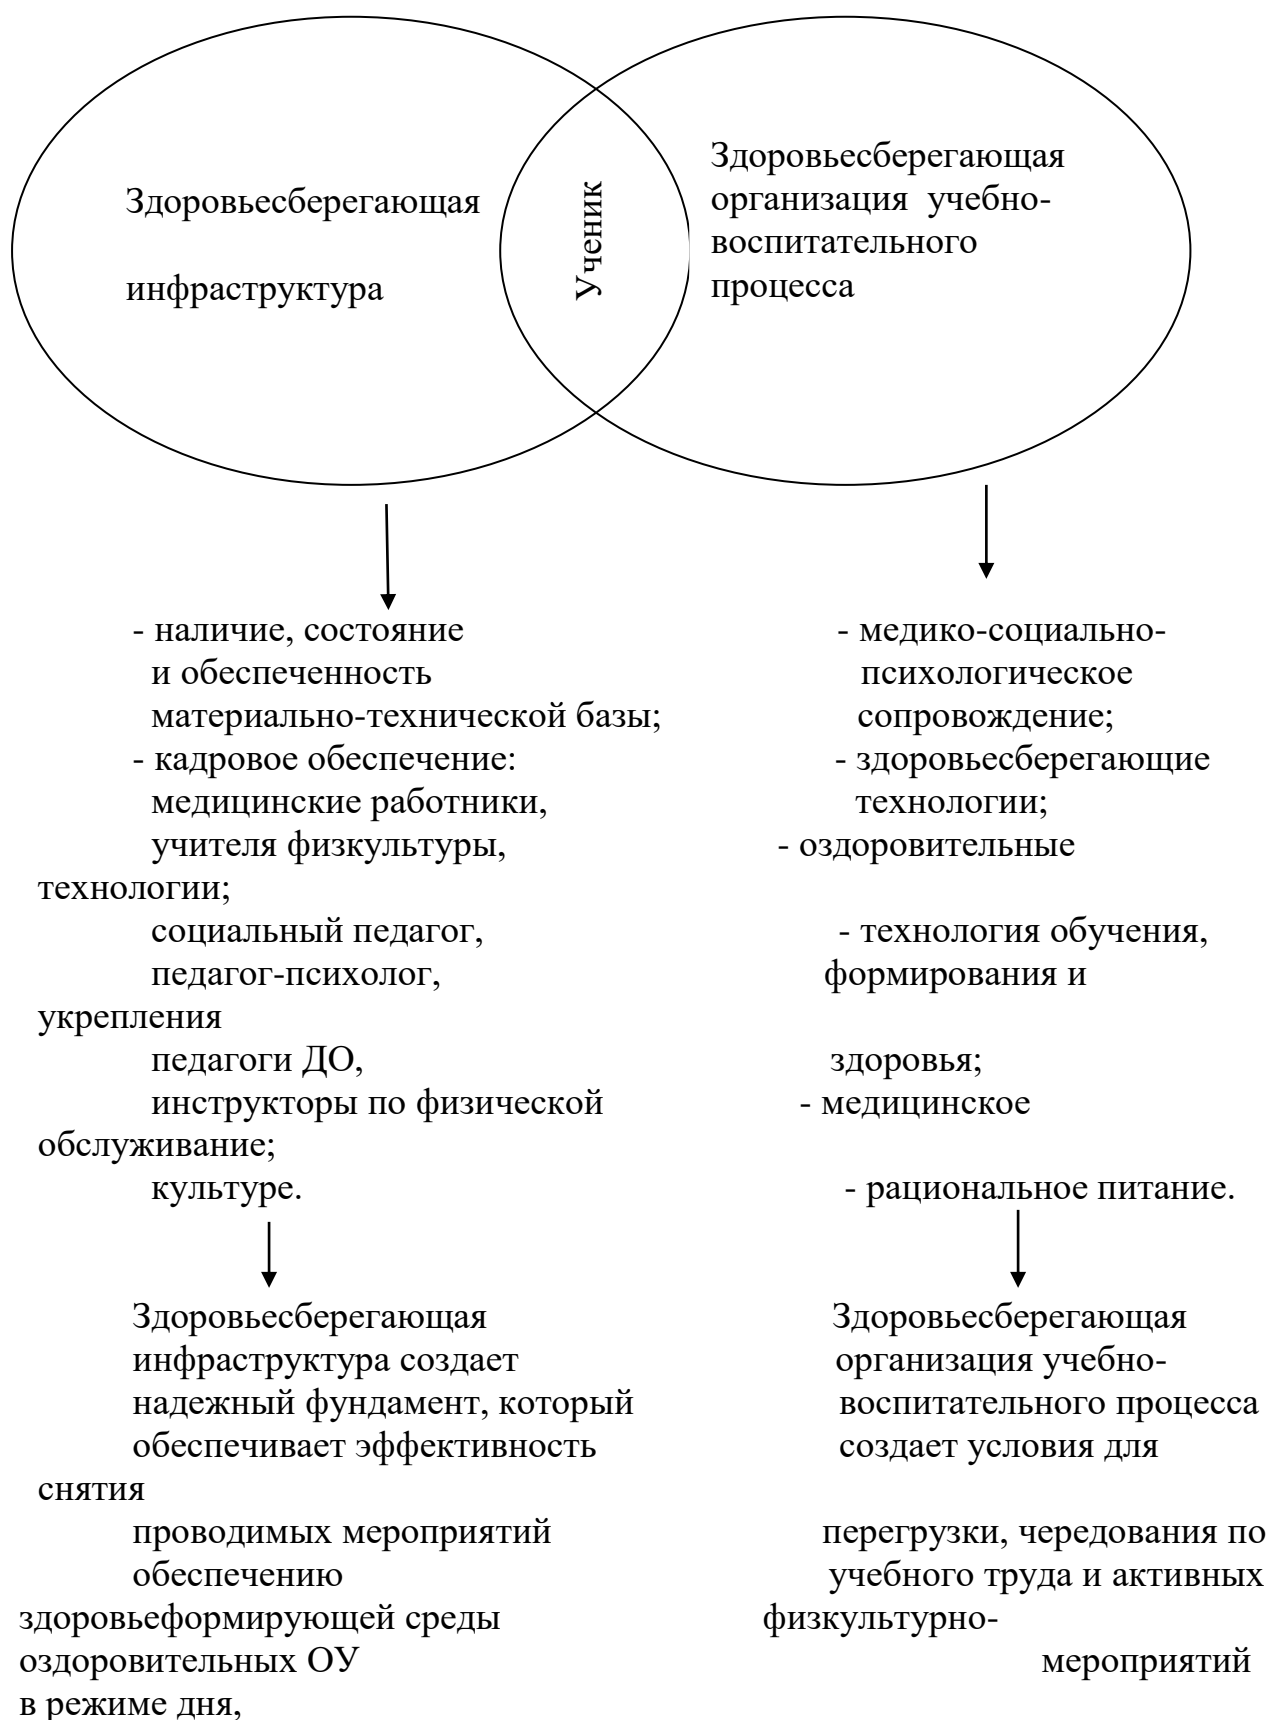 Здоровьесберегающая
инфраструктура
Ученик
Здоровьесберегающая
организация учебно-
воспитательного
процесса
- наличие, состояние - медико-социально-
и обеспеченность психологическое
материально-технической базы; сопровождение;
- кадровое обеспечение: - здоровьесберегающие
медицинские работники, технологии;
учителя физкультуры, - оздоровительные
технологии;
социальный педагог, - технология обучения,
педагог-психолог, формирования и
укрепления
педагоги ДО, здоровья;
инструкторы по физической - медицинское
обслуживание;
культуре. - рациональное питание.
Здоровьесберегающая Здоровьесберегающая
инфраструктура создает организация учебно-
надежный фундамент, который воспитательного процесса
обеспечивает эффективность создает условия для
снятия
проводимых мероприятий перегрузки, чередования по
обеспечению учебного труда и активных
здоровьеформирующей среды физкультурно-
оздоровительных ОУ мероприятий
в режиме дня,